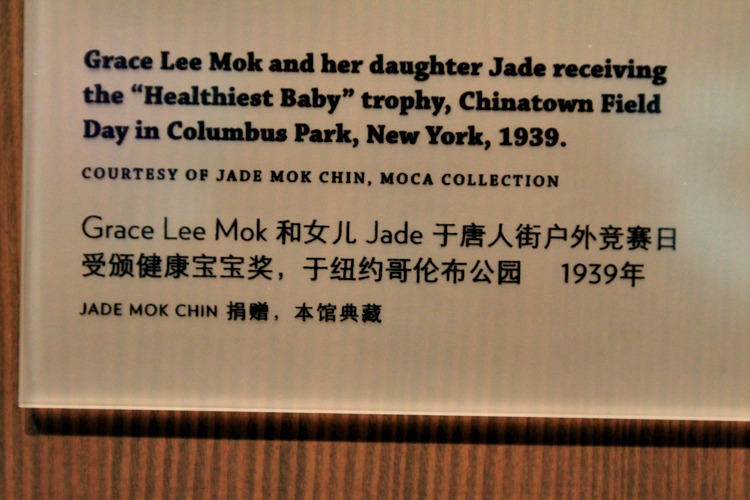 Grace Lee Mok and her daughter Jade receiving
the “Healthiest Baby” trophy, Chinatown Field
Day in Columbus Park, New York, 1939.
COURTESY OF JADE MOK CHIN, MOCA COLLECTION
Grace Lee Mok 和女儿 Jade 于唐人街户外竞赛日
受颁健康宝宝奖，于纽约哥伦布公园 1939年
JADE MOK CHIN 捐赠，本馆典藏